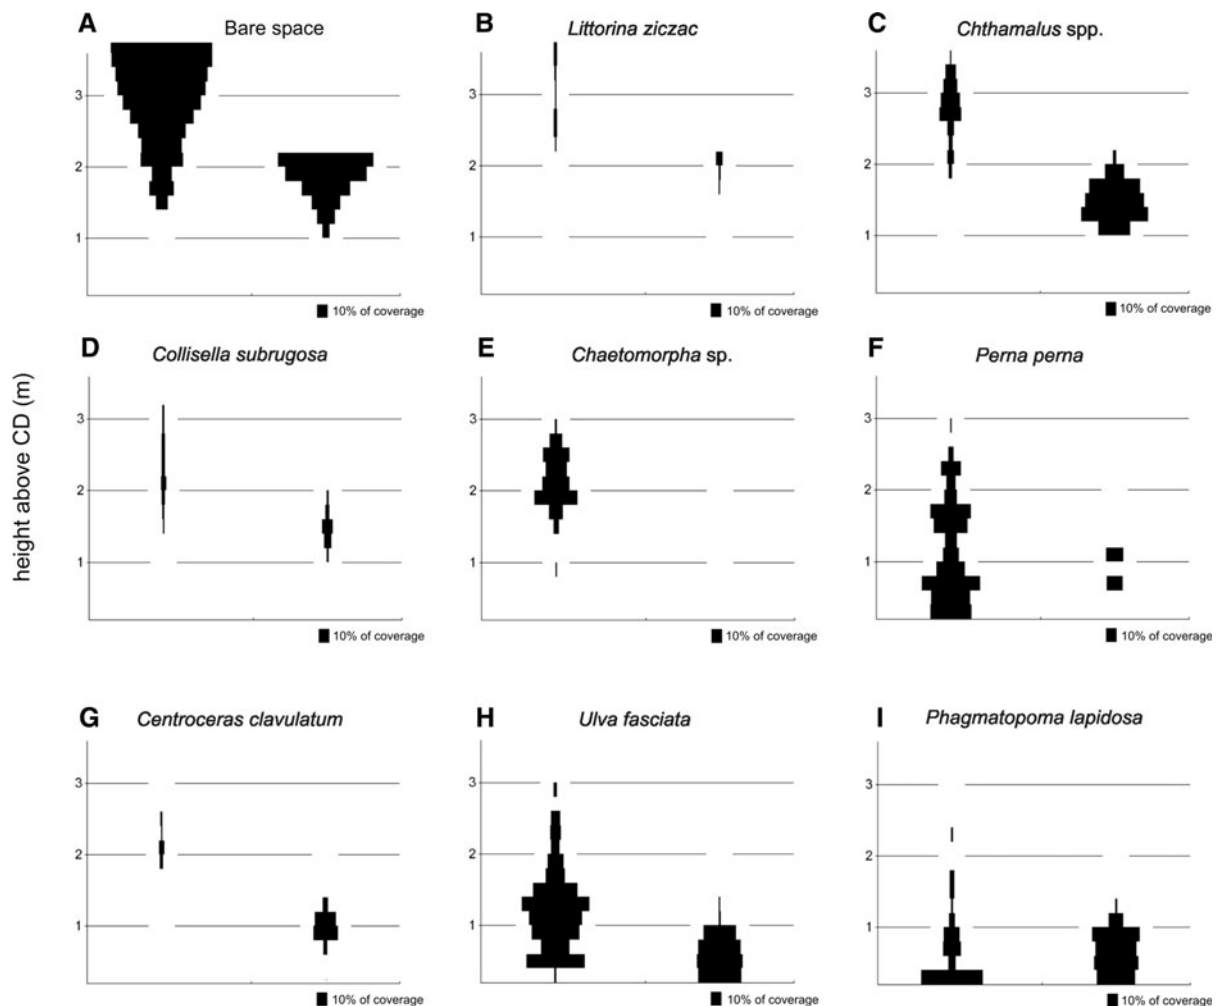 A Bare space
B Littorina ziczac
C Chthamalus spp.
3
2
1
3
2
1
3
2
1
10% of coverage
10% of coverage
10% of coverage
height above CD (m)
D Collisella subrugosa
E Chaetomorpha sp.
F Perna perna
3
2
1
3
2
1
3
2
1
10% of coverage
10% of coverage
10% of coverage
G Centroceras clavulatum
H Ulva fasciata
I Phagmatopoma lapidosa
3
2
1
3
2
1
3
2
1
10% of coverage
10% of coverage
10% of coverage